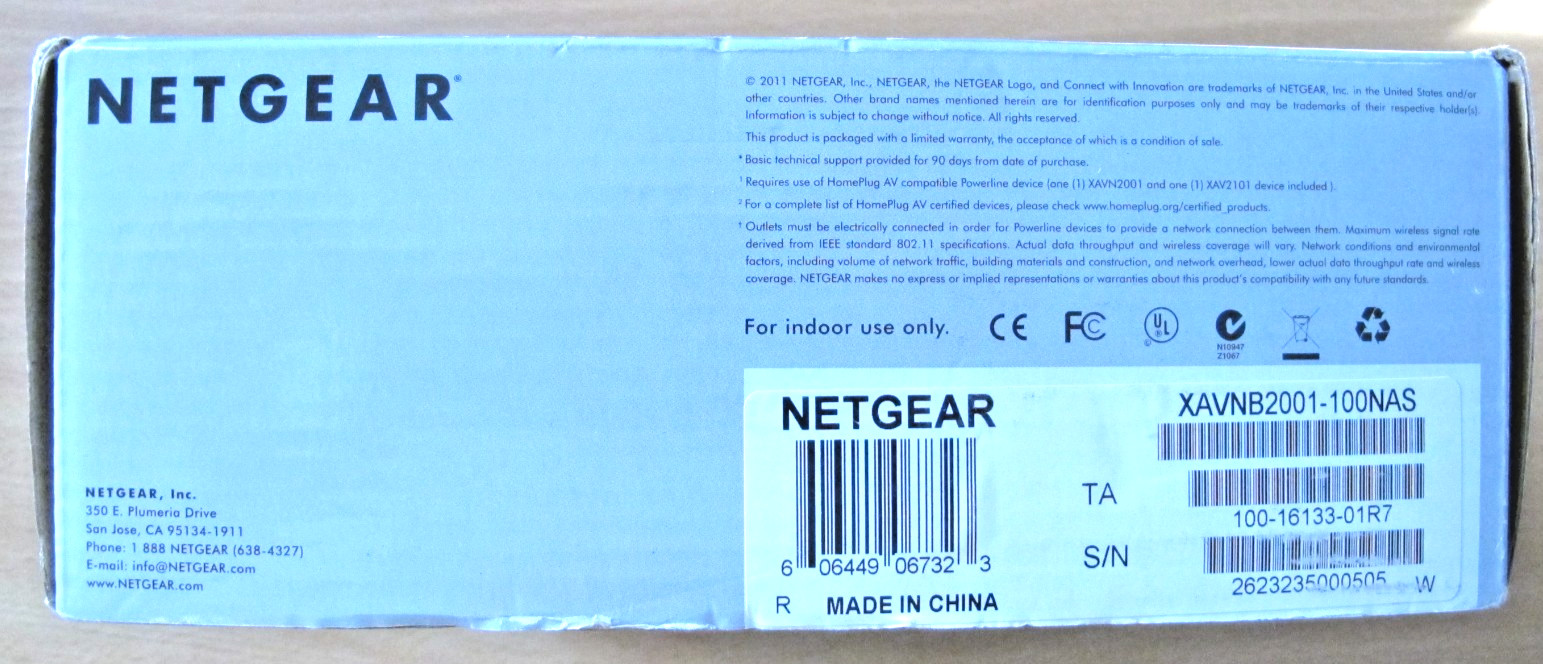 NETGEAR®
© 2011 NETGEAR, Inc., NETGEAR, the NETGEAR Logo, and Connect with Innovation are trademarks of NETGEAR, Inc. in the United States and/or
other countries. Other brand names mentioned herein are for identification purposes only and may be trademarks of their respective holder(s).
Information is subject to change without notice. All rights reserved.
This product is packaged with a limited warranty, the acceptance of which is a condition of sale.
* Basic technical support provided for 90 days from date of purchase.
¹ Requires use of HomePlug AV compatible Powerline device (one (1) XAVN2001 and one (1) XAV2101 device included ).
² For a complete list of HomePlug AV certified devices, please check www.homeplug.org/certified_products.
† Outlets must be electrically connected in order for Powerline devices to provide a network connection between them. Maximum wireless signal rate
derived from IEEE standard 802.11 specifications. Actual data throughput and wireless coverage will vary. Network conditions and environmental
factors, including volume of network traffic, building materials and construction, and network overhead, lower actual data throughput rate and wireless
coverage. NETGEAR makes no express or implied representations or warranties about this product's compatibility with any future standards.
For indoor use only. CE FC UL ®
N10947
Z1067
NETGEAR, Inc.
350 E. Plumeria Drive
San Jose, CA 95134-1911
Phone: 1 888 NETGEAR (638-4327)
E-mail: info@NETGEAR.com
www.NETGEAR.com
NETGEAR
6 06449 06732 3
R MADE IN CHINA
XAVNB2001-100NAS
TA
100-16133-01R7
S/N
2623235000505 W